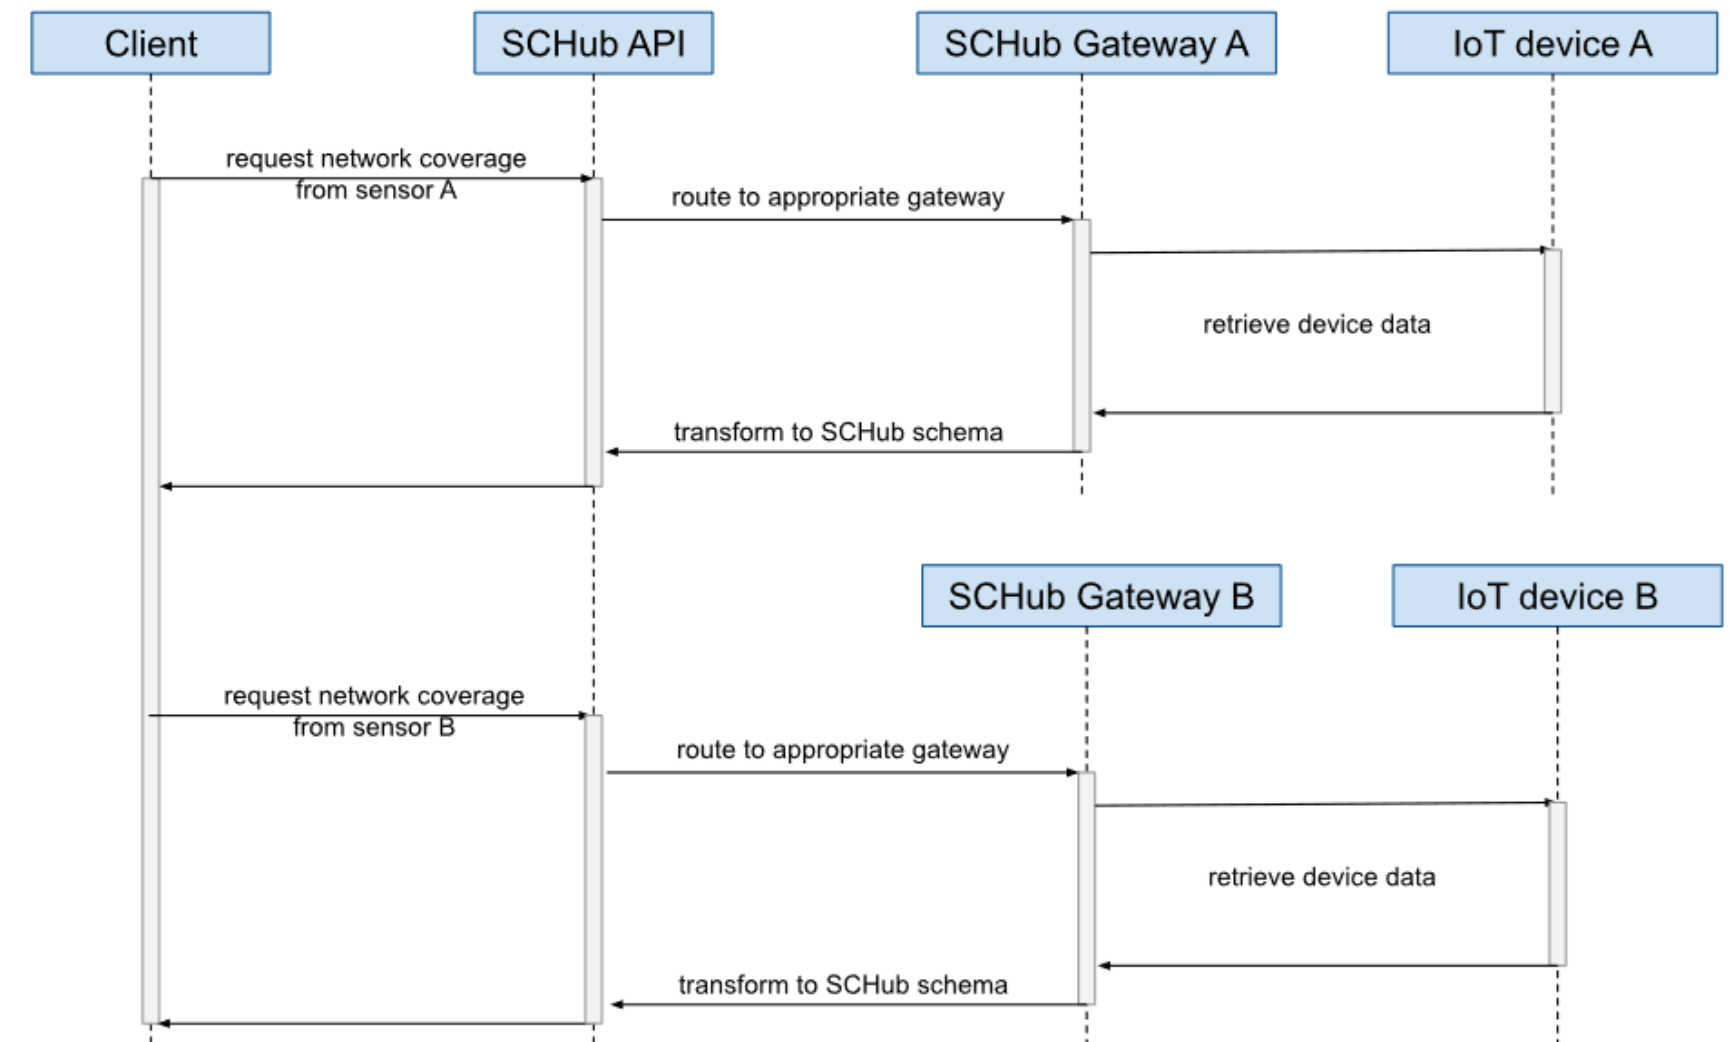 Client
SCHub API
SCHub Gateway A
IoT device A
request network coverage
from sensor A
route to appropriate gateway
retrieve device data
transform to SCHub schema
SCHub Gateway B
IoT device B
request network coverage
from sensor B
route to appropriate gateway
retrieve device data
transform to SCHub schema